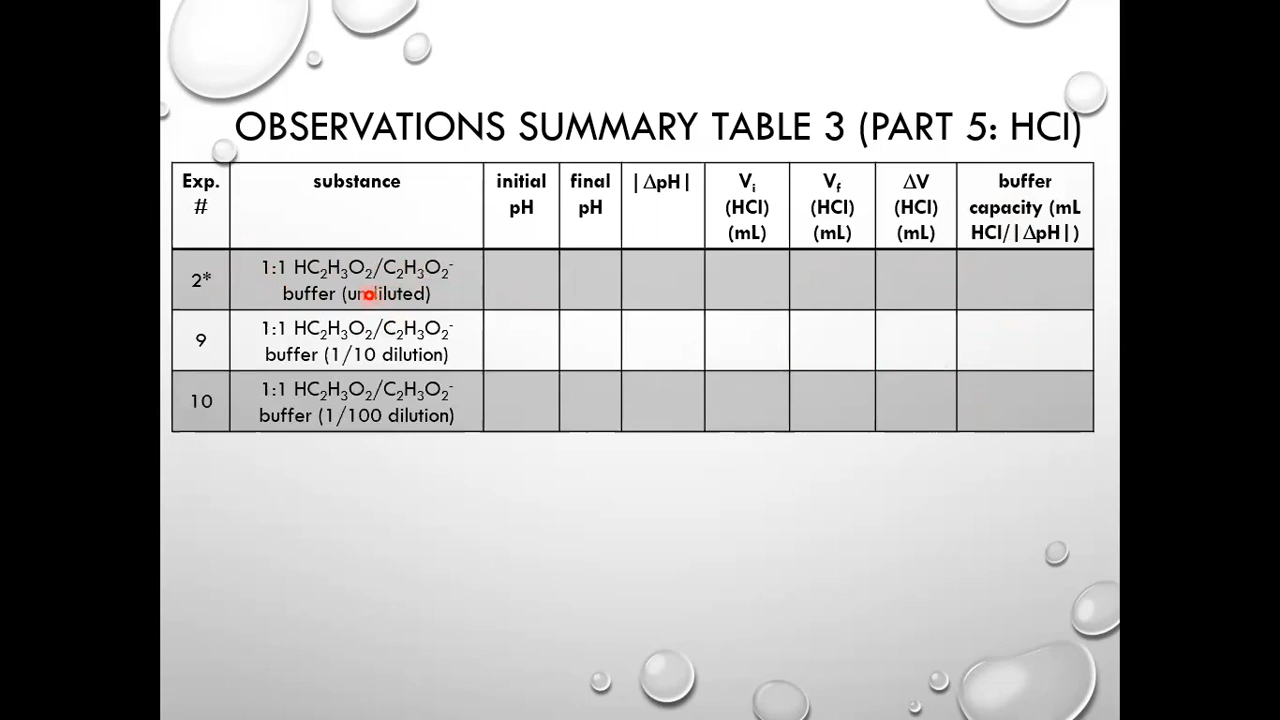 OBSERVATIONS SUMMARY TABLE 3 (PART 5: HCl)
Exp. # substance initial pH final pH |ΔpH| Vᵢ (HCl) (mL) V_f (HCl) (mL) ΔV (HCl) (mL) buffer capacity (mL HCl/|ΔpH|)
2* 1:1 HC₂H₃O₂/C₂H₃O₂⁻
buffer (undiluted)
9 1:1 HC₂H₃O₂/C₂H₃O₂⁻
buffer (1/10 dilution)
10 1:1 HC₂H₃O₂/C₂H₃O₂⁻
buffer (1/100 dilution)